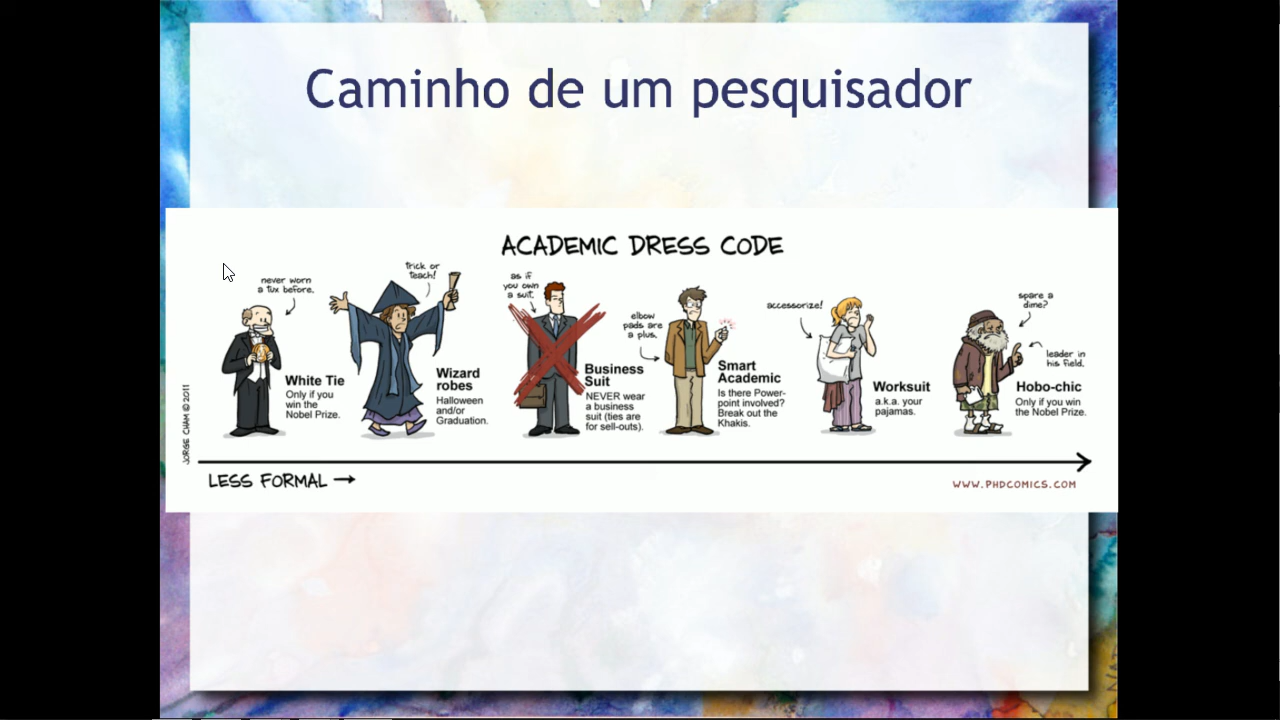 Caminho de um pesquisador
ACADEMIC DRESS CODE
never worn
a tux before.
White Tie
Only if you
win the
Nobel Prize.
trick or
teach!
Wizard
robes
Halloween
and/or
Graduation.
as if
you own
a suit.
Business
Suit
NEVER wear
a business
suit (ties are
for sell-outs).
elbow
pads are
a plus.
Smart
Academic
Is there Power-
point involved?
Break out the
Khakis.
accessorize!
Worksuit
a.k.a. your
pajamas.
spare a
dime?
leader in
his field.
Hobo-chic
Only if you win
the Nobel Prize.
JORGE CHAM © 2011
LESS FORMAL →
WWW.PHDCOMICS.COM